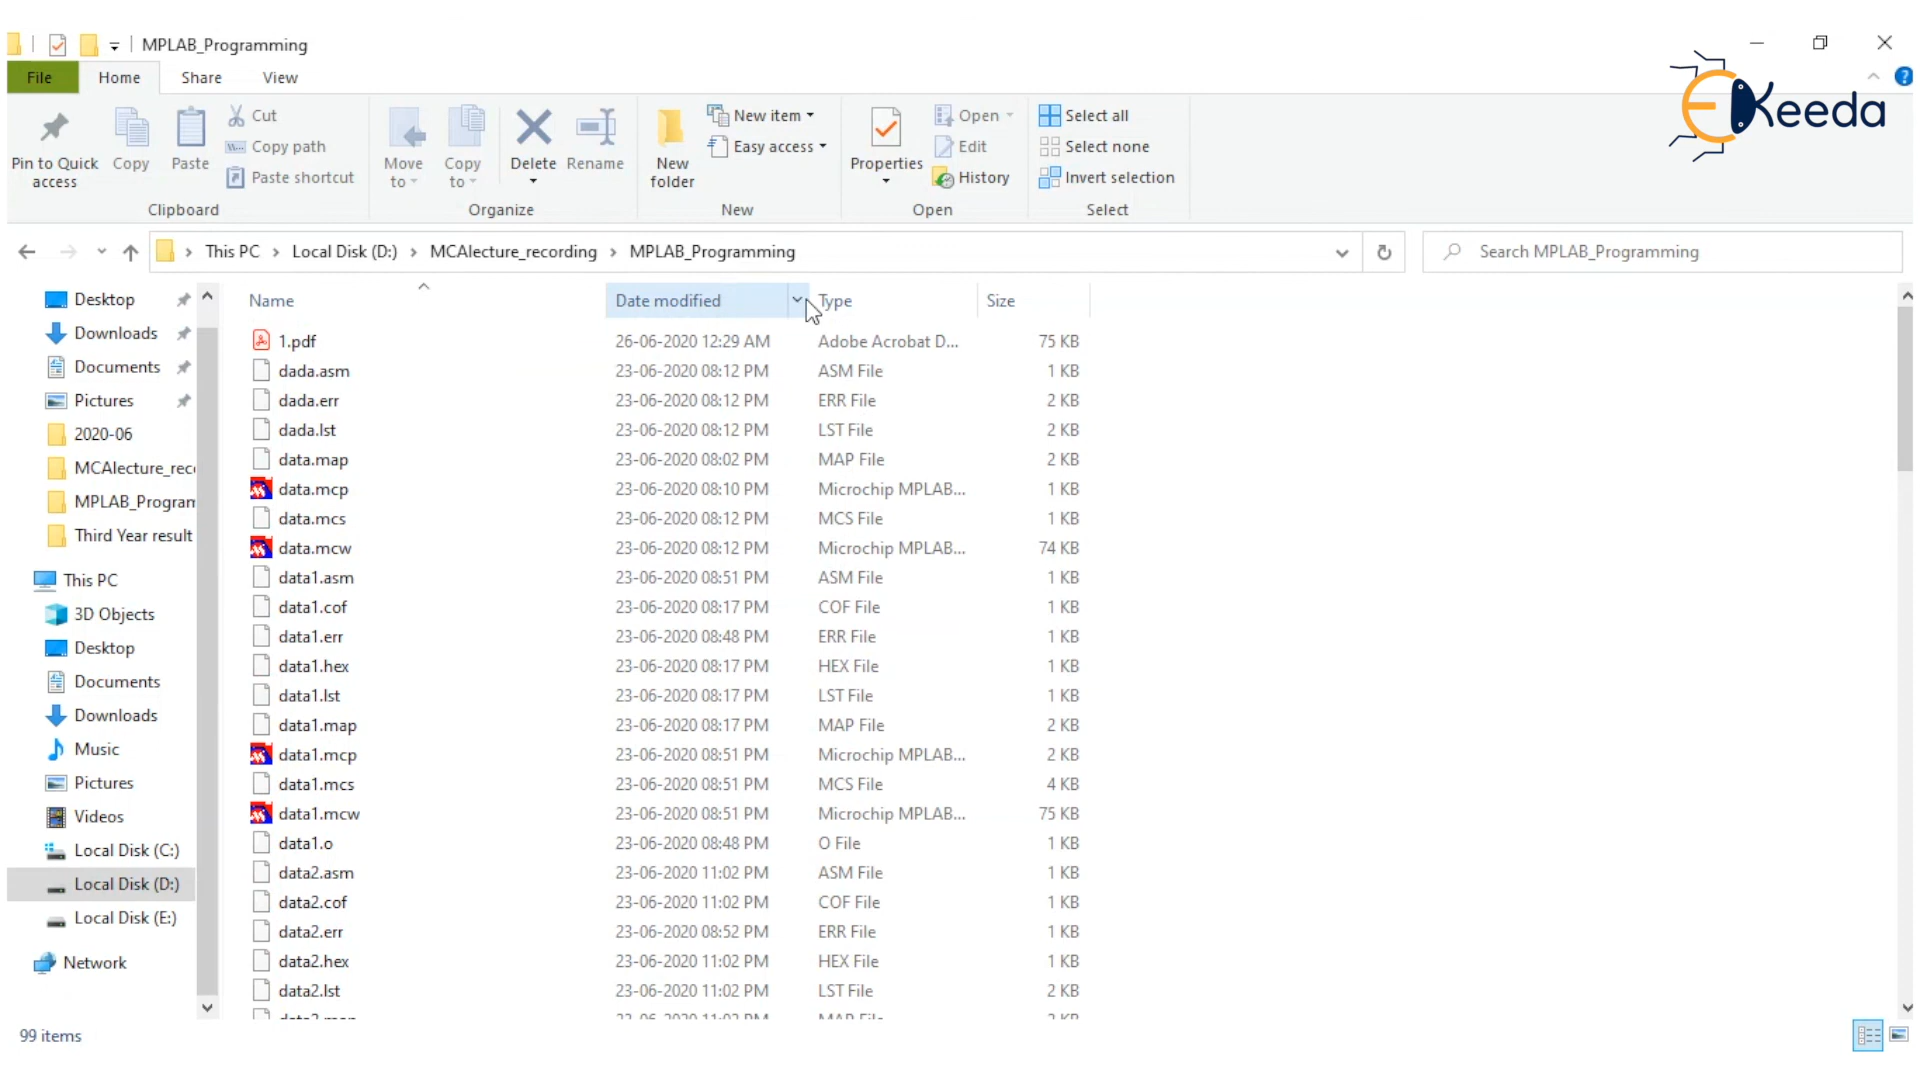 MPLAB_Programming
File Home Share View
Pin to Quick access
Copy
Paste
Cut
Copy path
Paste shortcut
Clipboard
Move to
Copy to
Delete
Rename
Organize
New folder
New item
Easy access
New
Properties
Open
Edit
History
Open
Select all
Select none
Invert selection
Select
EKeeda
This PC > Local Disk (D:) > MCAlecture_recording > MPLAB_Programming
Search MPLAB_Programming
Desktop
Downloads
Documents
Pictures
2020-06
MCAlecture_rec
MPLAB_Program
Third Year result
This PC
3D Objects
Desktop
Documents
Downloads
Music
Pictures
Videos
Local Disk (C:)
Local Disk (D:)
Local Disk (E:)
Network
Name Date modified Type Size
1.pdf 26-06-2020 12:29 AM Adobe Acrobat D... 75 KB
dada.asm 23-06-2020 08:12 PM ASM File 1 KB
dada.err 23-06-2020 08:12 PM ERR File 2 KB
dada.lst 23-06-2020 08:12 PM LST File 2 KB
data.map 23-06-2020 08:02 PM MAP File 2 KB
data.mcp 23-06-2020 08:10 PM Microchip MPLAB... 1 KB
data.mcs 23-06-2020 08:12 PM MCS File 1 KB
data.mcw 23-06-2020 08:12 PM Microchip MPLAB... 74 KB
data1.asm 23-06-2020 08:51 PM ASM File 1 KB
data1.cof 23-06-2020 08:17 PM COF File 1 KB
data1.err 23-06-2020 08:48 PM ERR File 1 KB
data1.hex 23-06-2020 08:17 PM HEX File 1 KB
data1.lst 23-06-2020 08:17 PM LST File 1 KB
data1.map 23-06-2020 08:17 PM MAP File 2 KB
data1.mcp 23-06-2020 08:51 PM Microchip MPLAB... 2 KB
data1.mcs 23-06-2020 08:51 PM MCS File 4 KB
data1.mcw 23-06-2020 08:51 PM Microchip MPLAB... 75 KB
data1.o 23-06-2020 08:48 PM O File 1 KB
data2.asm 23-06-2020 11:02 PM ASM File 1 KB
data2.cof 23-06-2020 11:02 PM COF File 1 KB
data2.err 23-06-2020 08:52 PM ERR File 1 KB
data2.hex 23-06-2020 11:02 PM HEX File 1 KB
data2.lst 23-06-2020 11:02 PM LST File 2 KB
99 items